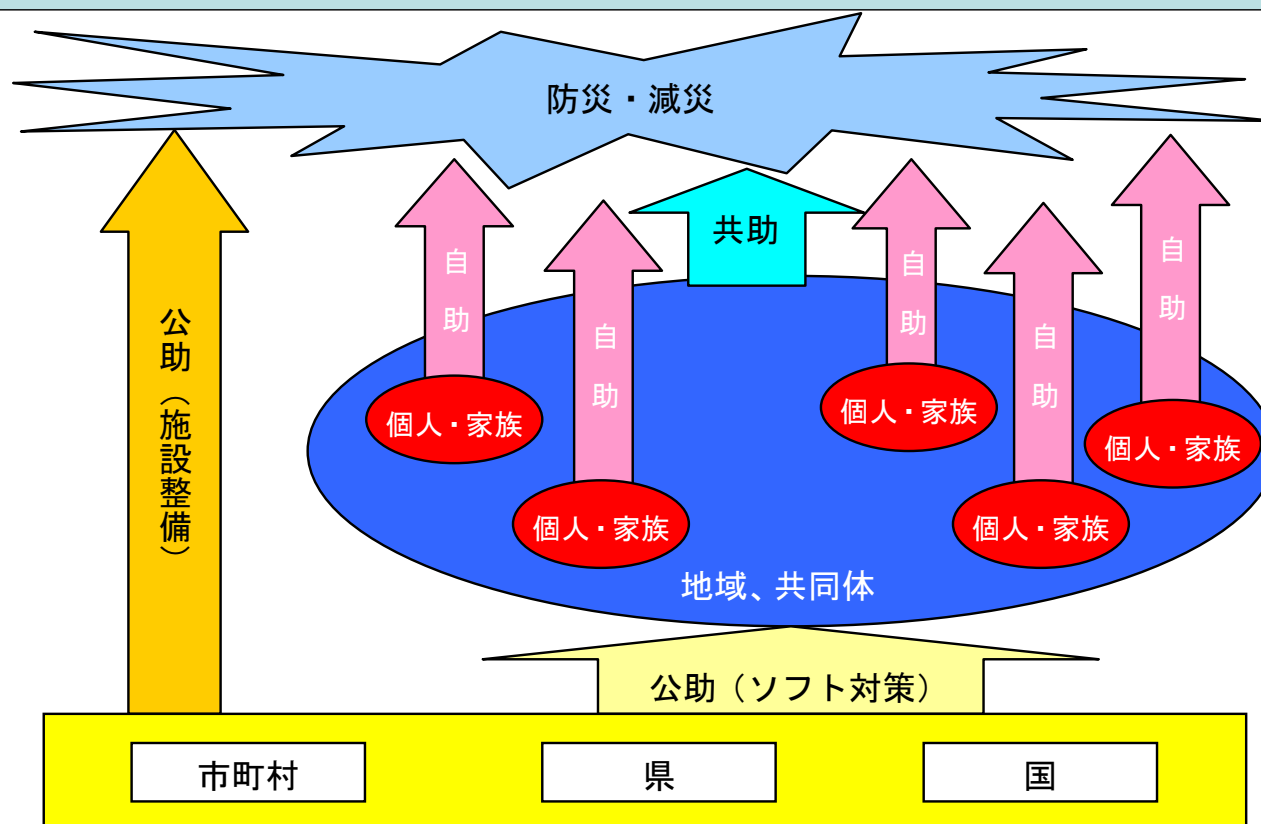 防災・減災
共助
自助
自助
自助
自助
自助
公助（施設整備）
個人・家族
個人・家族
個人・家族
個人・家族
個人・家族
地域、共同体
公助（ソフト対策）
市町村
県
国